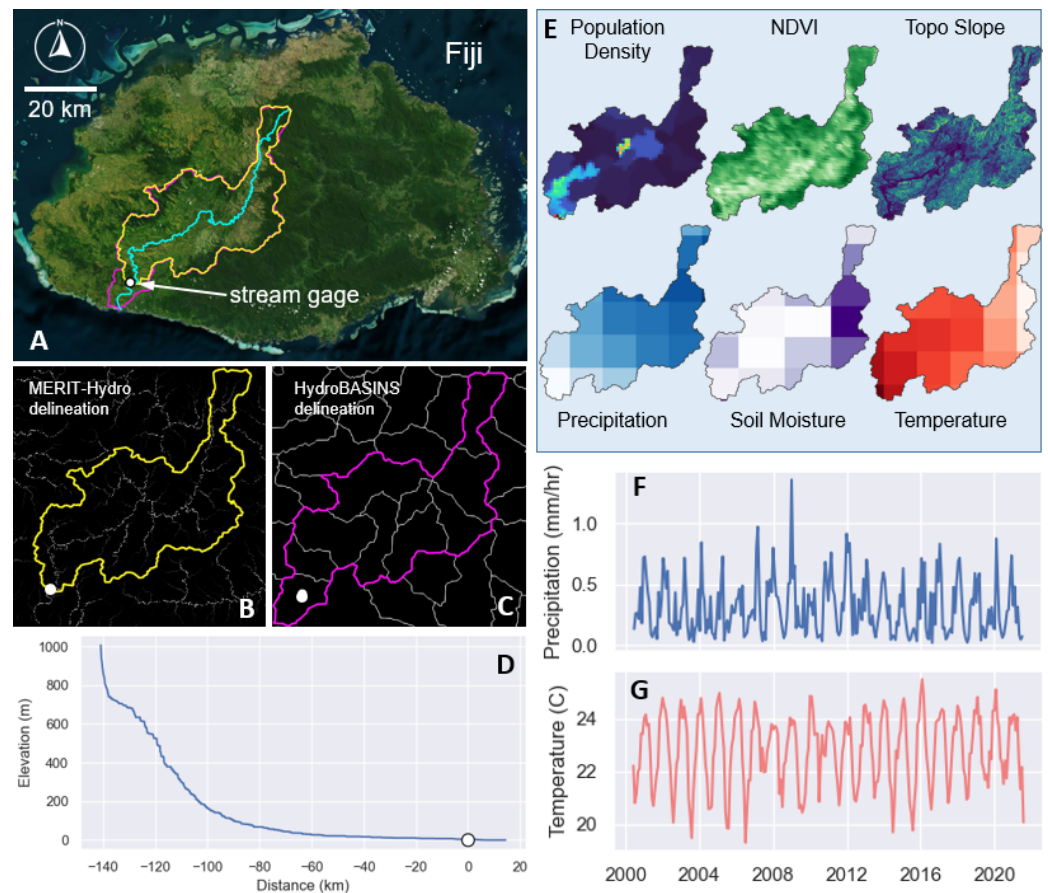 N
20 km
Fiji
stream gage
A
MERIT-Hydro
delineation
B
HydroBASINS
delineation
C
D
Elevation (m)
1000
800
600
400
200
0
−140
−120
−100
−80
−60
−40
−20
0
20
Distance (km)
E
Population
Density
NDVI
Topo Slope
Precipitation
Soil Moisture
Temperature
F
Precipitation (mm/hr)
1.0
0.5
0.0
G
Temperature (C)
24
22
20
2000
2004
2008
2012
2016
2020